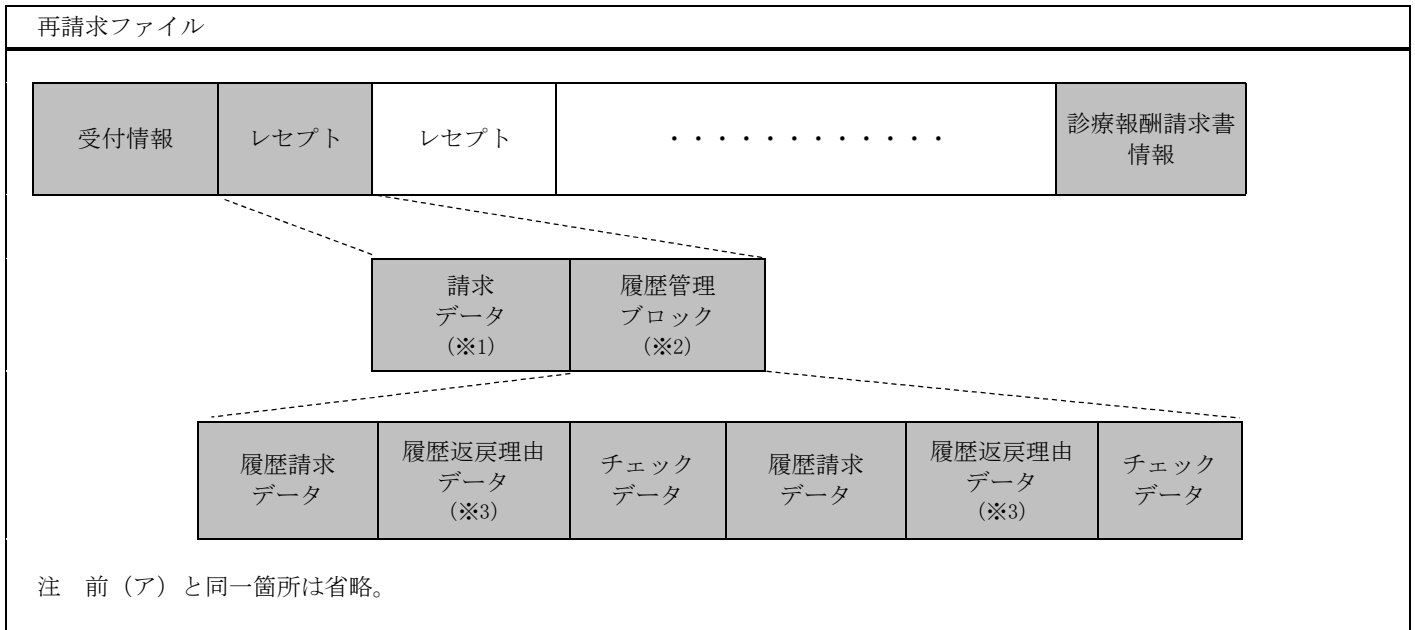 再請求ファイル
受付情報
レセプト
レセプト
・・・・・・・・・・・・
診療報酬請求書
情報
請求
データ
(※1)
履歴管理
ブロック
(※2)
履歴請求
データ
履歴返戻理由
データ
(※3)
チェック
データ
履歴請求
データ
履歴返戻理由
データ
(※3)
チェック
データ
注　前（ア）と同一箇所は省略。